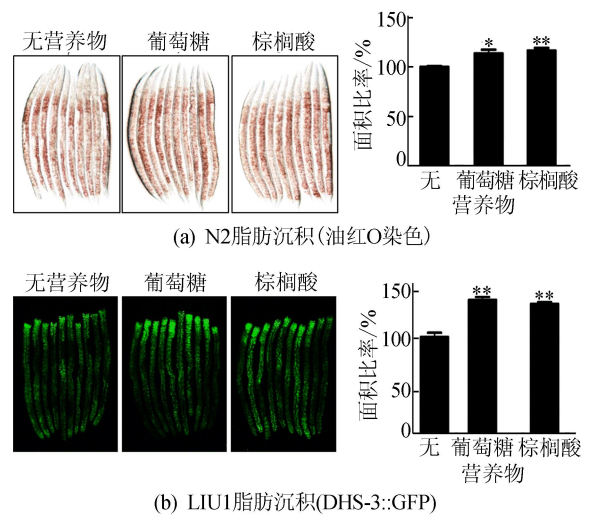 无营养物 葡萄糖 棕榈酸
面积比率/%
150
100
50
0
* **
无 葡萄糖 棕榈酸
营养物
(a) N2脂肪沉积(油红O染色)
无营养物 葡萄糖 棕榈酸
面积比率/%
150
100
50
0
** **
无 葡萄糖 棕榈酸
营养物
(b) LIU1脂肪沉积(DHS-3::GFP)